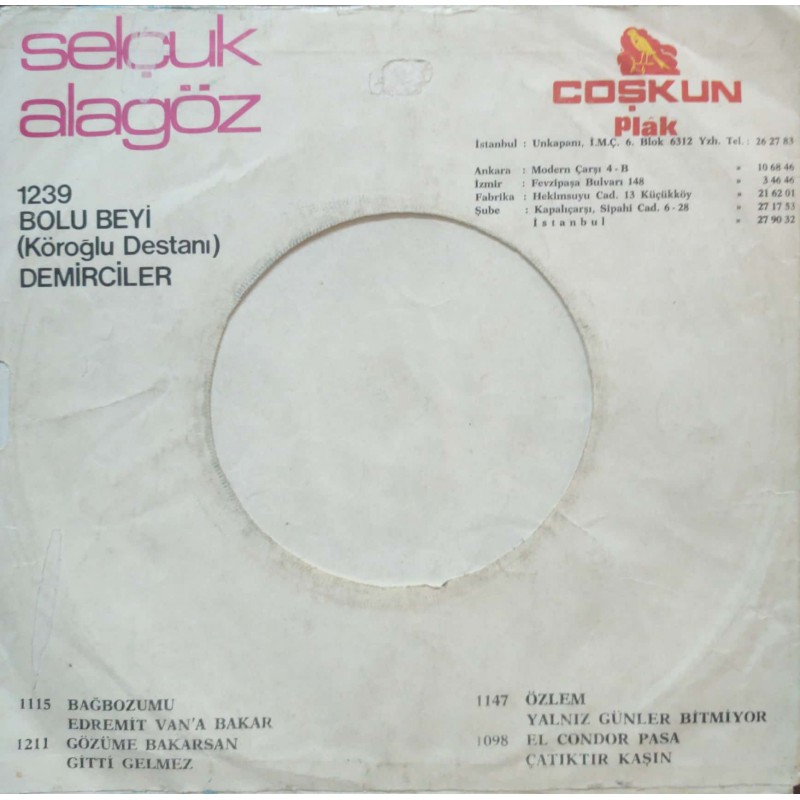 selçuk
alagöz
COŞKUN
Plak
İstanbul : Unkapanı, İ.M.Ç. 6. Blok 6312 Yzh. Tel.: 26 27 83
Ankara : Modern Çarşı 4 - B » 10 68 46
İzmir : Fevzipaşa Bulvarı 148 » 3 46 46
Fabrika : Hekimsuyu Cad. 13 Küçükköy » 21 62 01
Şube : Kapalıçarşı, Sipahi Cad. 6 - 28 » 27 17 53
İstanbul » 27 90 32
1239
BOLU BEYİ
(Köroğlu Destanı)
DEMİRCİLER
1115 BAĞBOZUMU
EDREMİT VAN'A BAKAR
1211 GÖZÜME BAKARSAN
GİTTİ GELMEZ
1147 ÖZLEM
YALNIZ GÜNLER BİTMİYOR
1098 EL CONDOR PASA
ÇATIKTIR KAŞIN